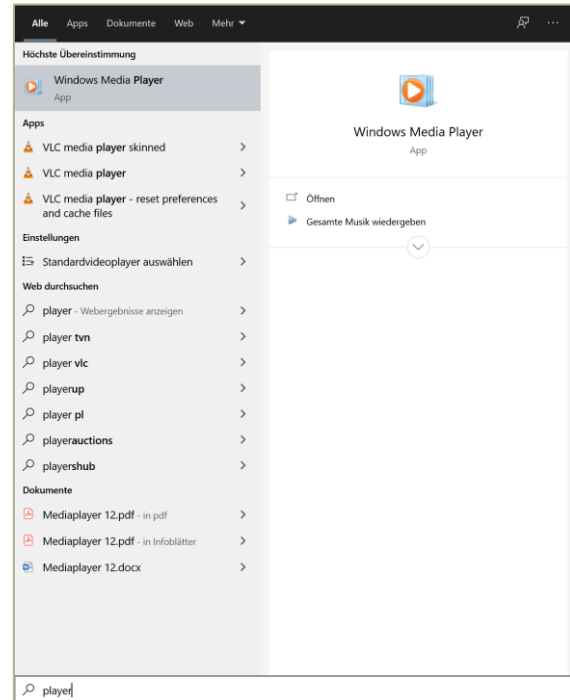 Alle Apps Dokumente Web Mehr
Höchste Übereinstimmung
Windows Media Player
App
Apps
VLC media player skinned
VLC media player
VLC media player - reset preferences
and cache files
Einstellungen
Standardvideoplayer auswählen
Web durchsuchen
player - Webergebnisse anzeigen
player tvn
player vlc
playerup
player pl
playerauctions
playershub
Dokumente
Mediaplayer 12.pdf - in pdf
Mediaplayer 12.pdf - in Infoblätter
Mediaplayer 12.docx
Windows Media Player
App
Öffnen
Gesamte Musik wiedergeben
player